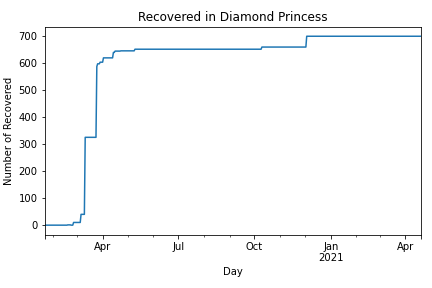 Recovered in Diamond Princess
Number of Recovered
700
600
500
400
300
200
100
0
Apr
Jul
Oct
Jan
2021
Apr
Day